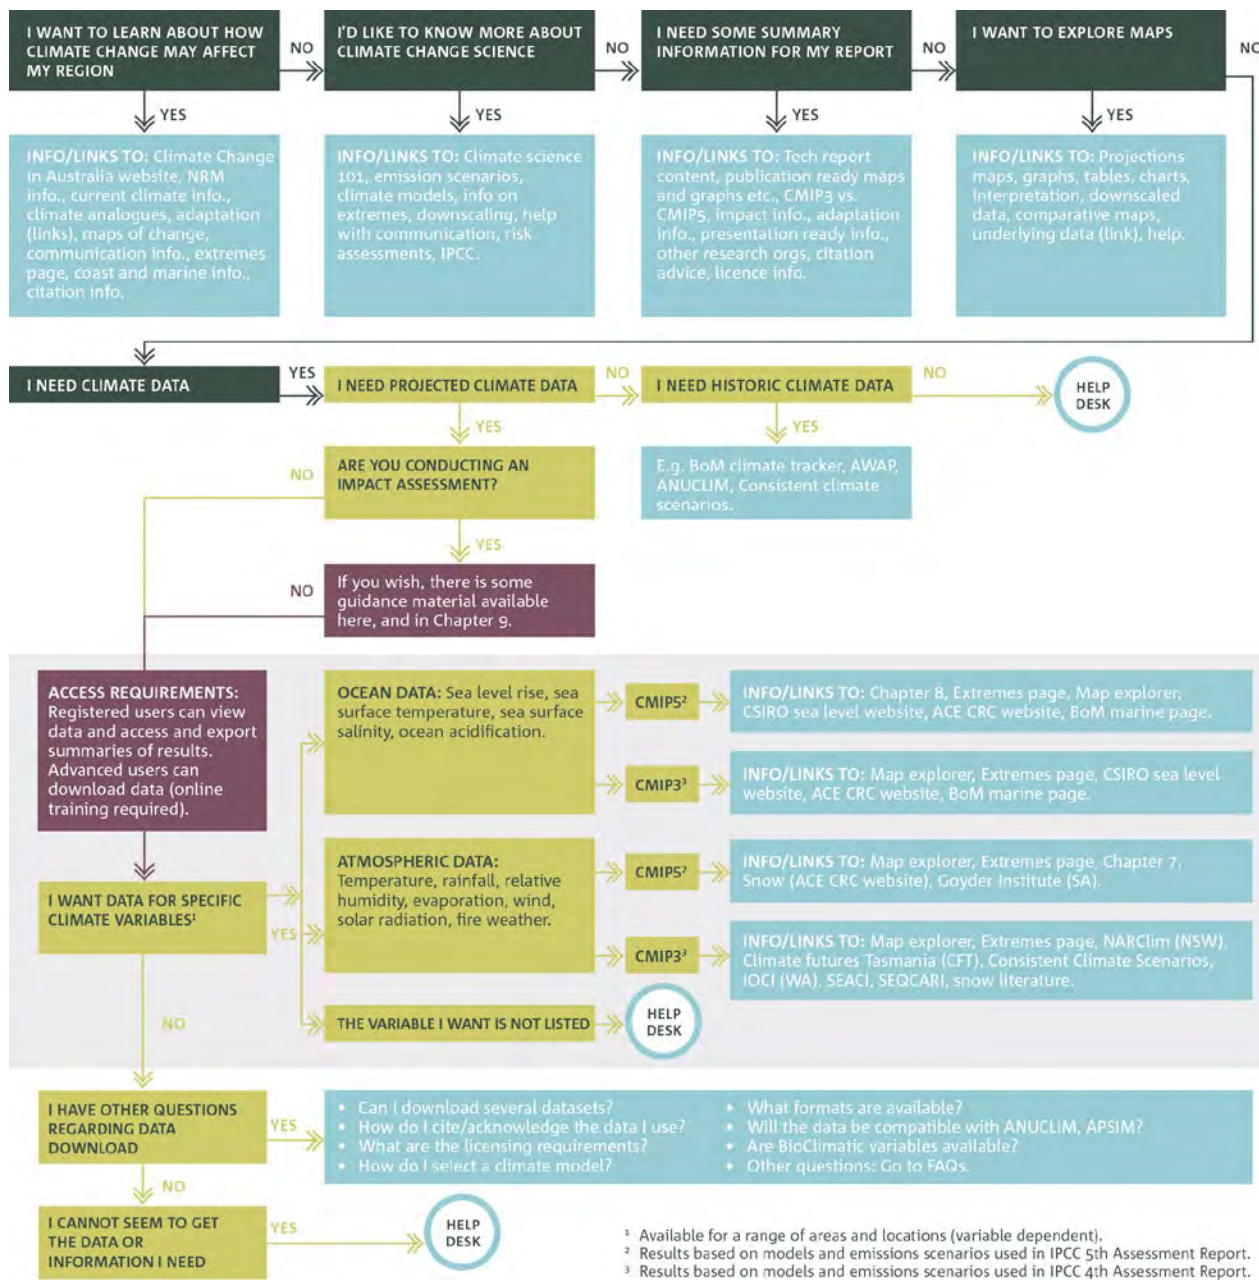 I WANT TO LEARN ABOUT HOW
CLIMATE CHANGE MAY AFFECT
MY REGION
NO
I'D LIKE TO KNOW MORE ABOUT
CLIMATE CHANGE SCIENCE
NO
I NEED SOME SUMMARY
INFORMATION FOR MY REPORT
NO
I WANT TO EXPLORE MAPS
NO
YES
YES
YES
YES
INFO/LINKS TO: Climate Change
in Australia website, NRM
info., current climate info.,
climate analogues, adaptation
(links), maps of change,
communication info., extremes
page, coast and marine info.,
citation info.
INFO/LINKS TO: Climate science
101, emission scenarios,
climate models, info on
extremes, downscaling, help
with communication, risk
assessments, IPCC.
INFO/LINKS TO: Tech report
content, publication ready maps
and graphs etc., CMIP3 vs.
CMIP5, impact info., adaptation
info., presentation ready info.,
other research orgs, citation
advice, licence info.
INFO/LINKS TO: Projections
maps, graphs, tables, charts,
interpretation, downscaled
data, comparative maps,
underlying data (link), help.
I NEED CLIMATE DATA
YES
I NEED PROJECTED CLIMATE DATA
NO
I NEED HISTORIC CLIMATE DATA
NO
HELP
DESK
YES
YES
NO
ARE YOU CONDUCTING AN
IMPACT ASSESSMENT?
E.g. BoM climate tracker, AWAP,
ANUCLIM, Consistent climate
scenarios.
YES
NO
If you wish, there is some
guidance material available
here, and in Chapter 9.
ACCESS REQUIREMENTS:
Registered users can view
data and access and export
summaries of results.
Advanced users can
download data (online
training required).
OCEAN DATA: Sea level rise, sea
surface temperature, sea surface
salinity, ocean acidification.
CMIP5²
INFO/LINKS TO: Chapter 8, Extremes page, Map explorer,
CSIRO sea level website, ACE CRC website, BoM marine page.
CMIP3³
INFO/LINKS TO: Map explorer, Extremes page, CSIRO sea level
website, ACE CRC website, BoM marine page.
I WANT DATA FOR SPECIFIC
CLIMATE VARIABLES¹
YES
ATMOSPHERIC DATA:
Temperature, rainfall, relative
humidity, evaporation, wind,
solar radiation, fire weather.
CMIP5²
INFO/LINKS TO: Map explorer, Extremes page, Chapter 7,
Snow (ACE CRC website), Goyder Institute (SA).
CMIP3³
INFO/LINKS TO: Map explorer, Extremes page, NARClim (NSW),
Climate futures Tasmania (CFT), Consistent Climate Scenarios,
IOCI (WA), SEACI, SEQCARI, snow literature.
NO
THE VARIABLE I WANT IS NOT LISTED
HELP
DESK
I HAVE OTHER QUESTIONS
REGARDING DATA
DOWNLOAD
YES
• Can I download several datasets?
• How do I cite/acknowledge the data I use?
• What are the licensing requirements?
• How do I select a climate model?
• What formats are available?
• Will the data be compatible with ANUCLIM, APSIM?
• Are BioClimatic variables available?
• Other questions: Go to FAQs.
NO
I CANNOT SEEM TO GET
THE DATA OR
INFORMATION I NEED
YES
HELP
DESK
¹ Available for a range of areas and locations (variable dependent).
² Results based on models and emissions scenarios used in IPCC 5th Assessment Report.
³ Results based on models and emissions scenarios used in IPCC 4th Assessment Report.